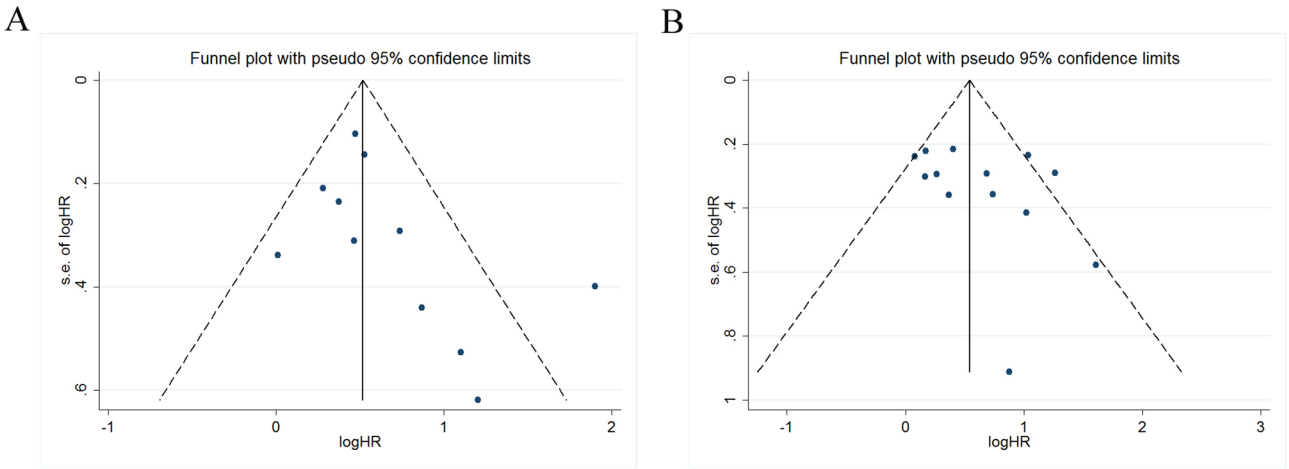 A
Funnel plot with pseudo 95% confidence limits
s.e. of logHR
0
.2
.4
.6
-1
0
1
2
logHR
B
Funnel plot with pseudo 95% confidence limits
s.e. of logHR
0
.2
.4
.6
.8
1
-1
0
1
2
3
logHR